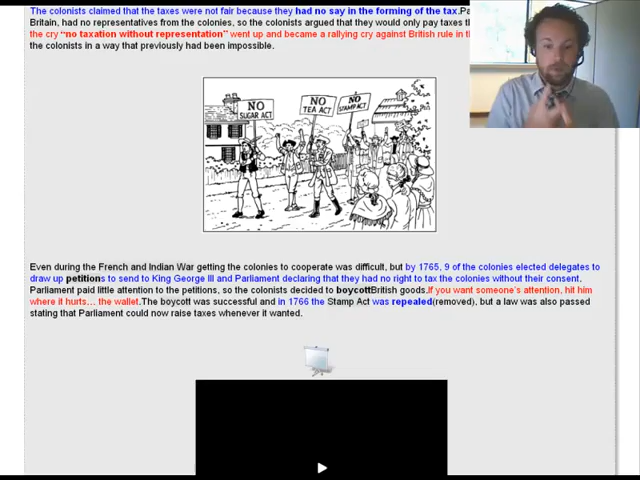 The colonists claimed that the taxes were not fair because they had no say in the forming of the tax.Pa
Britain, had no representatives from the colonies, so the colonists argued that they would only pay taxes th
the cry “no taxation without representation” went up and became a rallying cry against British rule in th
the colonists in a way that previously had been impossible.
NO
SUGAR ACT
NO
TEA ACT
NO
STAMP ACT
Even during the French and Indian War getting the colonies to cooperate was difficult, but by 1765, 9 of the colonies elected delegates to
draw up petitions to send to King George III and Parliament declaring that they had no right to tax the colonies without their consent.
Parliament paid little attention to the petitions, so the colonists decided to boycottBritish goods.If you want someone's attention, hit him
where it hurts… the wallet.The boycott was successful and in 1766 the Stamp Act was repealed(removed), but a law was also passed
stating that Parliament could now raise taxes whenever it wanted.